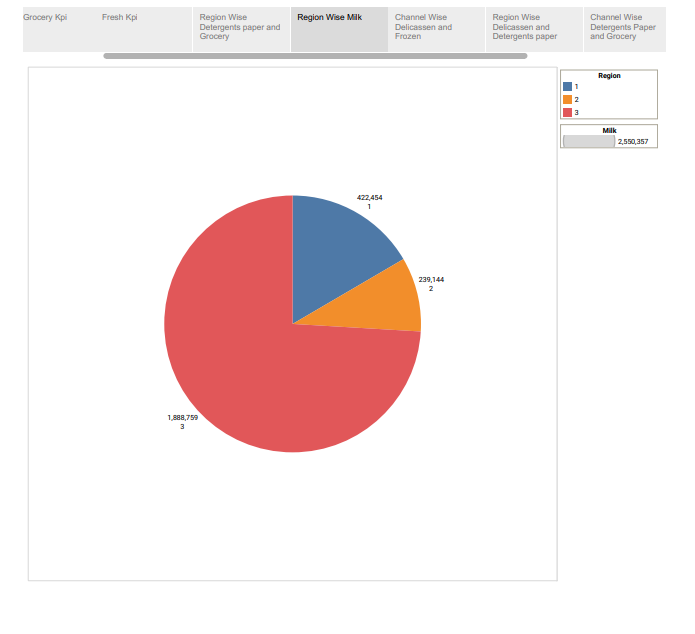 Grocery Kpi
Fresh Kpi
Region Wise
Detergents paper and
Grocery
Region Wise Milk
Channel Wise
Delicassen and
Frozen
Region Wise
Delicassen and
Detergents paper
Channel Wise
Detergents Paper
and Grocery
Region
1
2
3
Milk
2,550,357
422,454
1
239,144
2
1,888,759
3